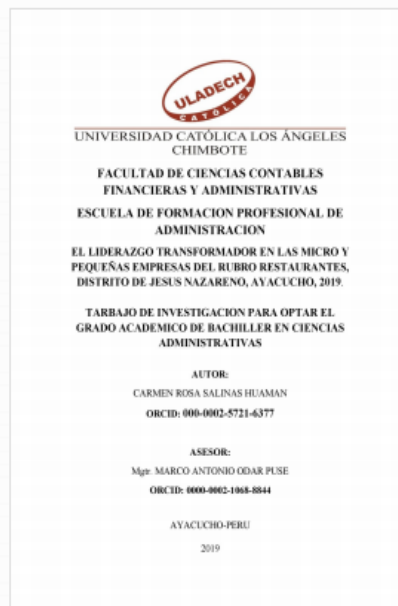 ULADECH
CATÓLICA
UNIVERSIDAD CATÓLICA LOS ÁNGELES
CHIMBOTE
FACULTAD DE CIENCIAS CONTABLES
FINANCIERAS Y ADMINISTRATIVAS
ESCUELA DE FORMACION PROFESIONAL DE
ADMINISTRACION
EL LIDERAZGO TRANSFORMADOR EN LAS MICRO Y
PEQUEÑAS EMPRESAS DEL RUBRO RESTAURANTES,
DISTRITO DE JESUS NAZARENO, AYACUCHO, 2019.
TARBAJO DE INVESTIGACION PARA OPTAR EL
GRADO ACADEMICO DE BACHILLER EN CIENCIAS
ADMINISTRATIVAS
AUTOR:
CARMEN ROSA SALINAS HUAMAN
ORCID: 000-0002-5721-6377
ASESOR:
Mgtr. MARCO ANTONIO ODAR PUSE
ORCID: 0000-0002-1068-8844
AYACUCHO-PERU
2019